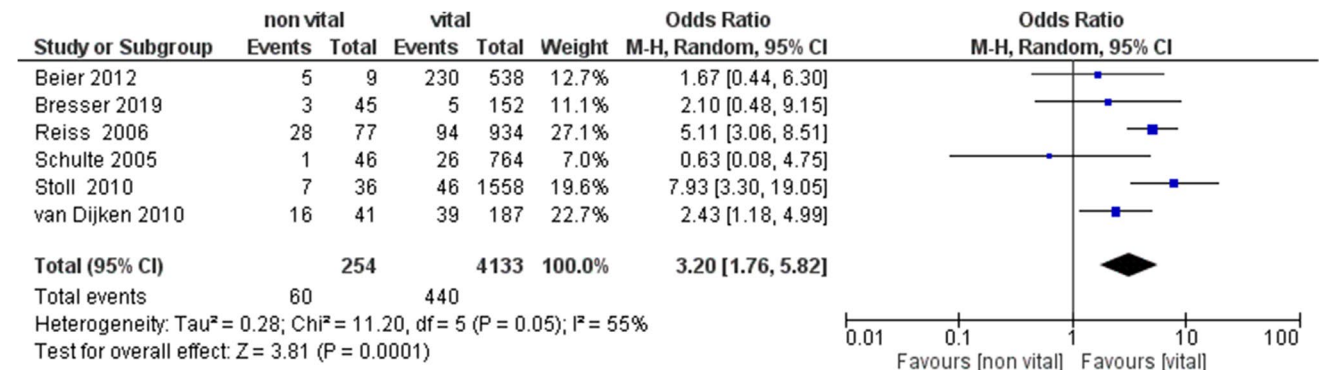 non vital vital Odds Ratio Odds Ratio
Study or Subgroup Events Total Events Total Weight M-H, Random, 95% CI M-H, Random, 95% CI
Beier 2012 5 9 230 538 12.7% 1.67 [0.44, 6.30]
Bresser 2019 3 45 5 152 11.1% 2.10 [0.48, 9.15]
Reiss 2006 28 77 94 934 27.1% 5.11 [3.06, 8.51]
Schulte 2005 1 46 26 764 7.0% 0.63 [0.08, 4.75]
Stoll 2010 7 36 46 1558 19.6% 7.93 [3.30, 19.05]
van Dijken 2010 16 41 39 187 22.7% 2.43 [1.18, 4.99]
Total (95% CI) 254 4133 100.0% 3.20 [1.76, 5.82]
Total events 60 440
Heterogeneity: Tau² = 0.28; Chi² = 11.20, df = 5 (P = 0.05); I² = 55%
Test for overall effect: Z = 3.81 (P = 0.0001)
0.01 0.1 1 10 100
Favours [non vital] Favours [vital]